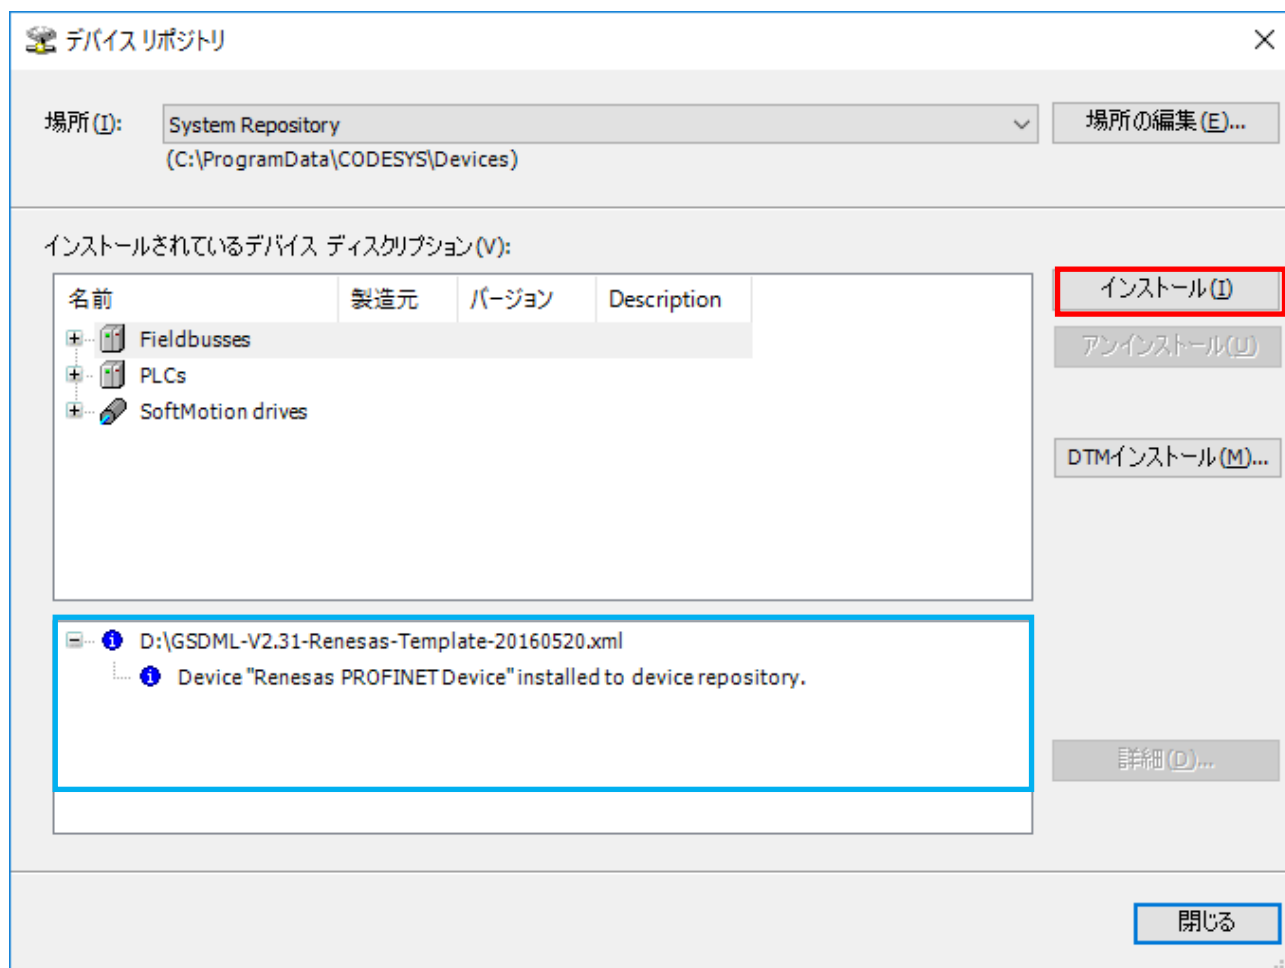 デバイス リポジトリ
場所(I):
System Repository
場所の編集(E)...
(C:\ProgramData\CODESYS\Devices)
インストールされているデバイス ディスクリプション(V):
名前 製造元 バージョン Description
インストール(I)
Fieldbusses
アンインストール(U)
PLCs
SoftMotion drives
DTMインストール(M)...
D:\GSDML-V2.31-Renesas-Template-20160520.xml
Device "Renesas PROFINET Device" installed to device repository.
詳細(D)...
閉じる